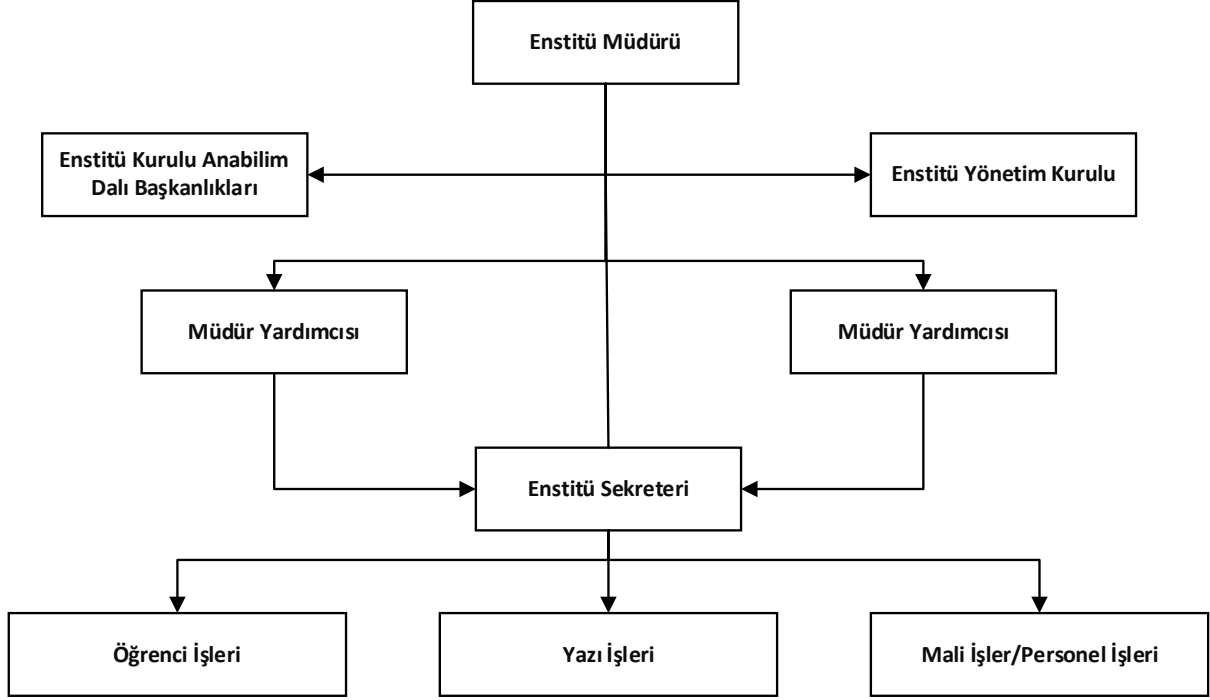 Enstitü Müdürü
Enstitü Kurulu Anabilim
Dalı Başkanlıkları
Enstitü Yönetim Kurulu
Müdür Yardımcısı
Müdür Yardımcısı
Enstitü Sekreteri
Öğrenci İşleri
Yazı İşleri
Mali İşler/Personel İşleri